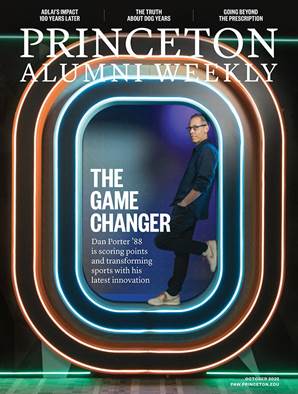 ADLAI'S IMPACT
100 YEARS LATER
THE TRUTH
ABOUT DOG YEARS
GOING BEYOND
THE PRESCRIPTION
PRINCETON
ALUMNI WEEKLY
THE
GAME
CHANGER
Dan Porter '88
is scoring points
and transforming
sports with his
latest innovation
OCTOBER 2025
PAW.PRINCETON.EDU